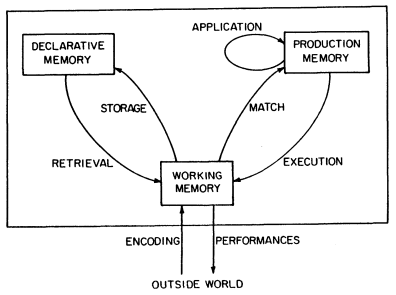 APPLICATION
DECLARATIVE
MEMORY
PRODUCTION
MEMORY
STORAGE
MATCH
RETRIEVAL
EXECUTION
WORKING
MEMORY
ENCODING
PERFORMANCES
OUTSIDE WORLD